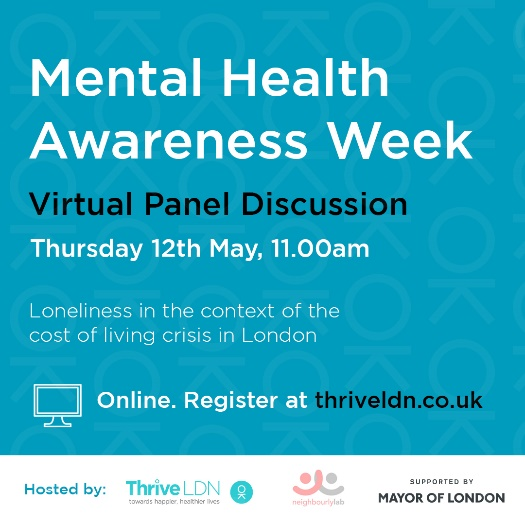 Mental Health
Awareness Week
Virtual Panel Discussion
Thursday 12th May, 11.00am
Loneliness in the context of the
cost of living crisis in London
Online. Register at thriveldn.co.uk
Hosted by:
Thrive LDN
towards happier, healthier lives
OK
neighbourlylab
SUPPORTED BY
MAYOR OF LONDON